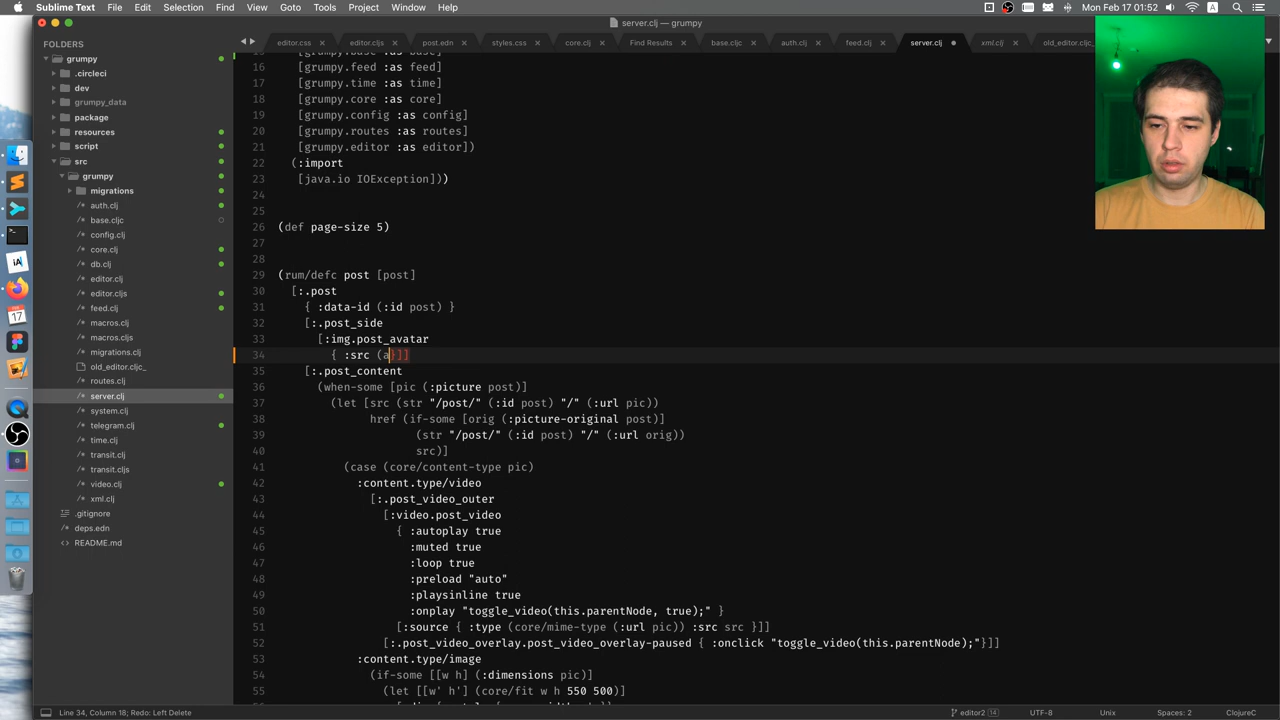 Sublime Text File Edit Selection Find View Goto Tools Project Window Help
A Mon Feb 17 01:52
server.clj — grumpy
FOLDERS
grumpy
.circleci
dev
grumpy_data
package
resources
script
src
grumpy
migrations
auth.clj
base.cljc
config.clj
core.clj
db.clj
editor.clj
editor.cljs
feed.clj
macros.clj
macros.cljs
migrations.clj
old_editor.cljc_
routes.clj
server.clj
system.clj
telegram.clj
time.clj
transit.clj
transit.cljs
video.clj
xml.clj
.gitignore
deps.edn
README.md
editor.css editor.cljs post.edn styles.css core.clj Find Results base.cljc auth.clj feed.clj server.clj xml.clj old_editor.cljc_
16 [grumpy.feed :as feed]
17 [grumpy.time :as time]
18 [grumpy.core :as core]
19 [grumpy.config :as config]
20 [grumpy.routes :as routes]
21 [grumpy.editor :as editor])
22 (:import
23 [java.io IOException]))
24
25
26 (def page-size 5)
27
28
29 (rum/defc post [post]
30 [:.post
31 { :data-id (:id post) }
32 [:.post_side
33 [:img.post_avatar
34 { :src (a}]]
35 [:.post_content
36 (when-some [pic (:picture post)]
37 (let [src (str "/post/" (:id post) "/" (:url pic))
38 href (if-some [orig (:picture-original post)]
39 (str "/post/" (:id post) "/" (:url orig))
40 src)]
41 (case (core/content-type pic)
42 :content.type/video
43 [:.post_video_outer
44 [:video.post_video
45 { :autoplay true
46 :muted true
47 :loop true
48 :preload "auto"
49 :playsinline true
50 :onplay "toggle_video(this.parentNode, true);" }
51 [:source { :type (core/mime-type (:url pic)) :src src }]]
52 [:.post_video_overlay.post_video_overlay-paused { :onclick "toggle_video(this.parentNode);"}]]
53 :content.type/image
54 (if-some [[w h] (:dimensions pic)]
55 (let [[w' h'] (core/fit w h 550 500)]
Line 34, Column 18; Redo: Left Delete
editor2 14 UTF-8 Unix Spaces: 2 ClojureC